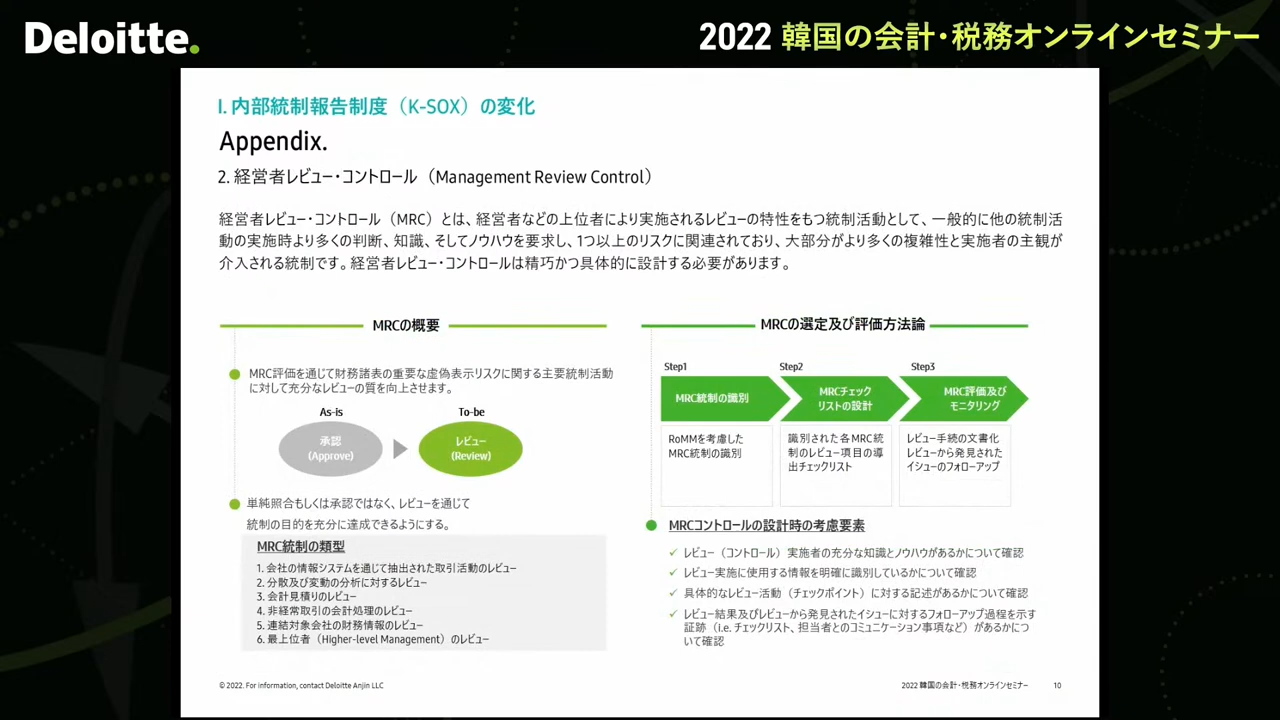 Deloitte.
2022 韓国の会計・税務オンラインセミナー
I. 内部統制報告制度（K-SOX）の変化
Appendix.
2. 経営者レビュー・コントロール（Management Review Control）
経営者レビュー・コントロール（MRC）とは、経営者などの上位者により実施されるレビューの特性をもつ統制活動として、一般的に他の統制活
動の実施時より多くの判断、知識、そしてノウハウを要求し、1つ以上のリスクに関連されており、大部分がより多くの複雑性と実施者の主観が
介入される統制です。経営者レビュー・コントロールは精巧かつ具体的に設計する必要があります。
MRCの概要
MRC評価を通じて財務諸表の重要な虚偽表示リスクに関する主要統制活動
に対して充分なレビューの質を向上させます。
As-is
To-be
承認
(Approve)
レビュー
(Review)
単純照合もしくは承認ではなく、レビューを通じて
統制の目的を充分に達成できるようにする。
MRC統制の類型
1. 会社の情報システムを通じて抽出された取引活動のレビュー
2. 分散及び変動の分析に対するレビュー
3. 会計見積りのレビュー
4. 非経常取引の会計処理のレビュー
5. 連結対象会社の財務情報のレビュー
6. 最上位者（Higher-level Management）のレビュー
MRCの選定及び評価方法論
Step1
Step2
Step3
MRC統制の識別
MRCチェック
リストの設計
MRC評価及び
モニタリング
RoMMを考慮した
MRC統制の識別
識別された各MRC統
制のレビュー項目の導
出チェックリスト
レビュー手続の文書化
レビューから発見された
イシューのフォローアップ
MRCコントロールの設計時の考慮要素
✓ レビュー（コントロール）実施者の充分な知識とノウハウがあるかについて確認
✓ レビュー実施に使用する情報を明確に識別しているかについて確認
✓ 具体的なレビュー活動（チェックポイント）に対する記述があるかについて確認
✓ レビュー結果及びレビューから発見されたイシューに対するフォローアップ過程を示す
証跡（i.e. チェックリスト、担当者とのコミュニケーション事項など）があるかにつ
いて確認
© 2022. For information, contact Deloitte Anjin LLC
2022 韓国の会計・税務オンラインセミナー
10